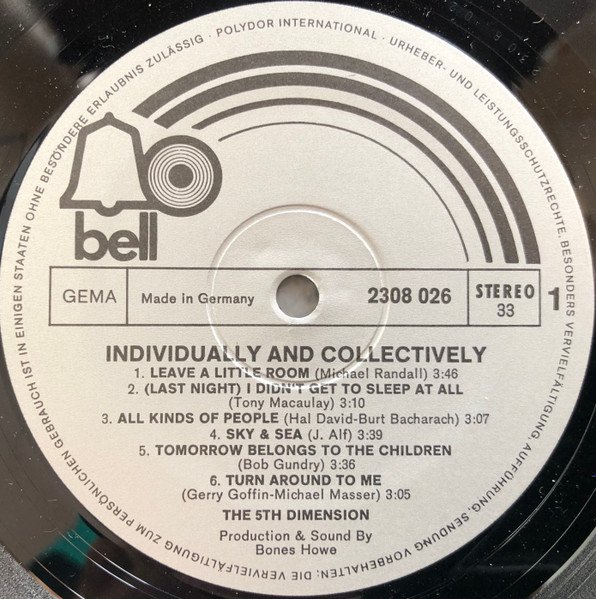 POLYDOR INTERNATIONAL · URHEBER- UND LEISTUNGSSCHUTZRECHTE, BESONDERS VERVIELFÄLTIGUNG, AUFFÜHRUNG, SENDUNG VORBEHALTEN; DIE VERVIELFÄLTIGUNG ZUM PERSÖNLICHEN GEBRAUCH IST IN EINIGEN STAATEN OHNE BESONDERE ERLAUBNIS ZULÄSSIG ·
bell
GEMA
Made in Germany
2308 026
STEREO
33
1
INDIVIDUALLY AND COLLECTIVELY
1. LEAVE A LITTLE ROOM (Michael Randall) 3:46
2. (LAST NIGHT) I DIDN'T GET TO SLEEP AT ALL
(Tony Macaulay) 3:10
3. ALL KINDS OF PEOPLE (Hal David-Burt Bacharach) 3:07
4. SKY & SEA (J. Alf) 3:39
5. TOMORROW BELONGS TO THE CHILDREN
(Bob Gundry) 3:36
6. TURN AROUND TO ME
(Gerry Goffin-Michael Masser) 3:05
THE 5TH DIMENSION
Production & Sound By
Bones Howe